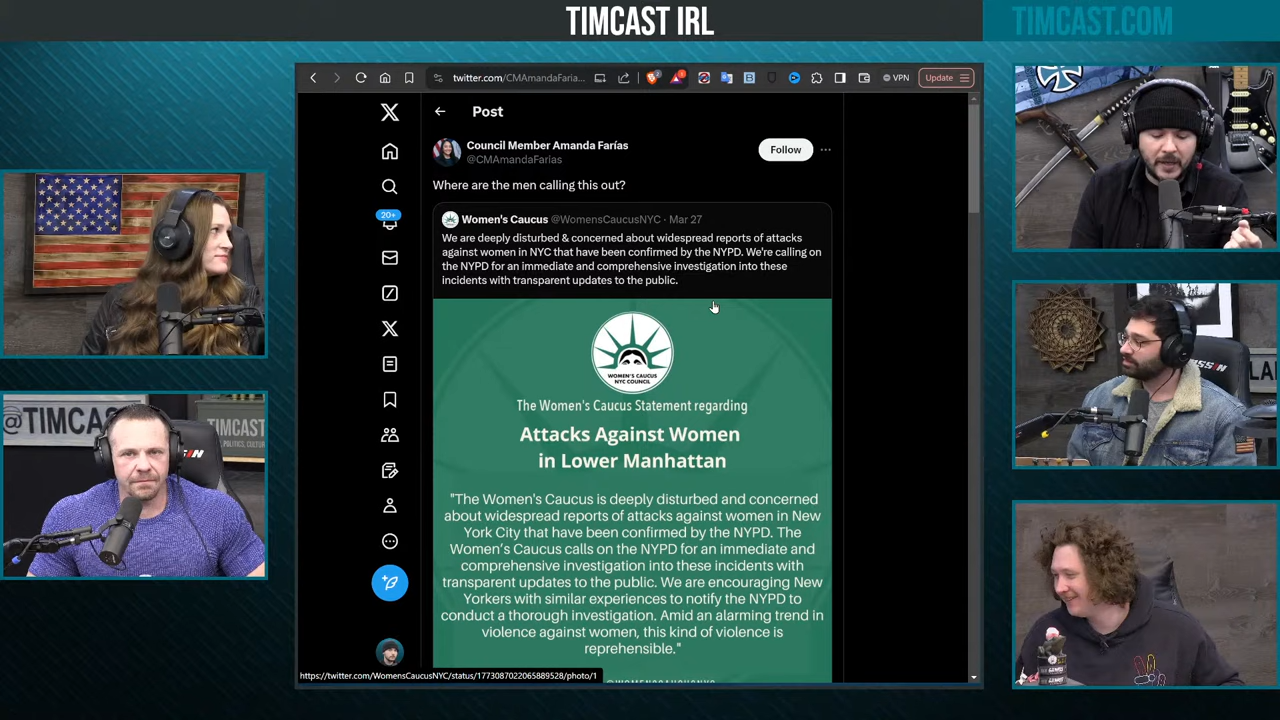 TIMCAST IRL
TIMCAST.COM
twitter.com/CMAmandaFaria...
VPN
Update
Post
Council Member Amanda Farías
@CMAmandaFarias
Follow
Where are the men calling this out?
Women's Caucus @WomensCaucusNYC · Mar 27
We are deeply disturbed & concerned about widespread reports of attacks
against women in NYC that have been confirmed by the NYPD. We're calling on
the NYPD for an immediate and comprehensive investigation into these
incidents with transparent updates to the public.
20+
WOMEN'S CAUCUS
NYC COUNCIL
The Women's Caucus Statement regarding
Attacks Against Women
in Lower Manhattan
"The Women's Caucus is deeply disturbed and concerned
about widespread reports of attacks against women in New
York City that have been confirmed by the NYPD. The
Women's Caucus calls on the NYPD for an immediate and
comprehensive investigation into these incidents with
transparent updates to the public. We are encouraging New
Yorkers with similar experiences to notify the NYPD to
conduct a thorough investigation. Amid an alarming trend in
violence against women, this kind of violence is
reprehensible."
https://twitter.com/WomensCaucusNYC/status/1773087022065889528/photo/1
@TIMCAST